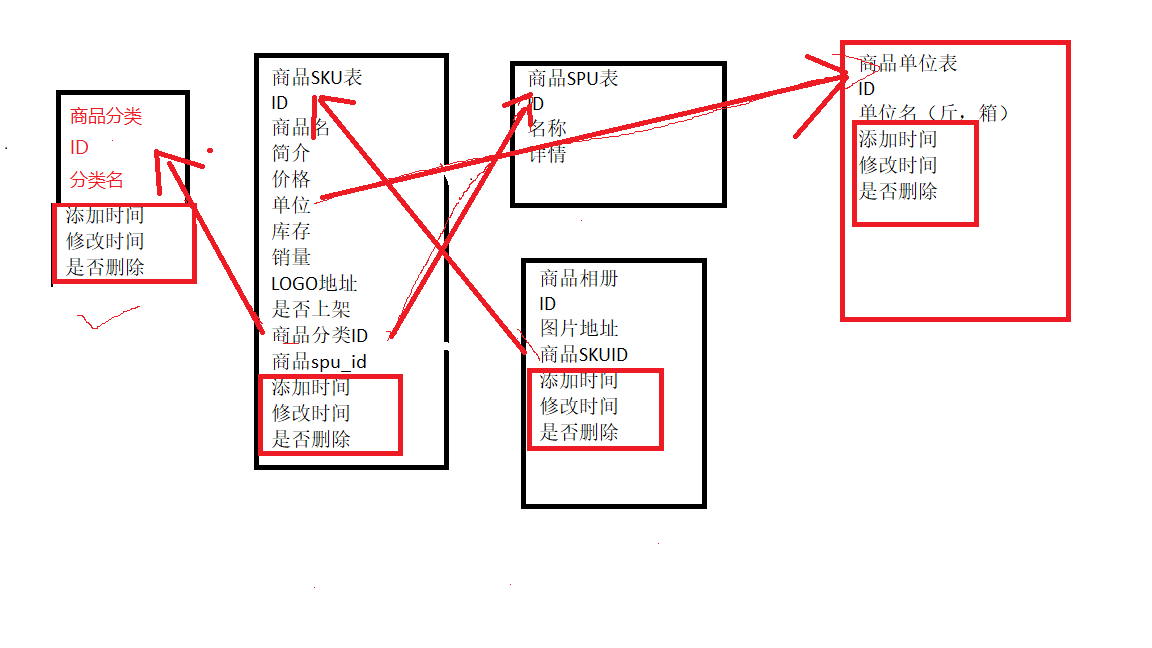 商品分类
ID
分类名
添加时间
修改时间
是否删除
商品SKU表
ID
商品名
简介
价格
单位
库存
销量
LOGO地址
是否上架
商品分类ID
商品spu_id
添加时间
修改时间
是否删除
商品SPU表
ID
名称
详情
商品相册
ID
图片地址
商品SKUID
添加时间
修改时间
是否删除
商品单位表
ID
单位名（斤，箱）
添加时间
修改时间
是否删除